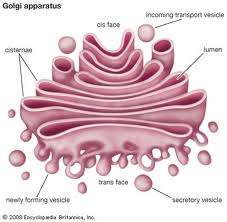 Golgi apparatus
incoming transport vesicle
cis face
cisternae
lumen
trans face
newly forming vesicle
secretory vesicle
© 2008 Encyclopædia Britannica, Inc.